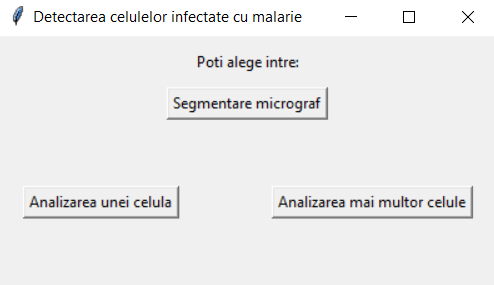 Detectarea celulelor infectate cu malarie
Poti alege intre:
Segmentare micrograf
Analizarea unei celula
Analizarea mai multor celule